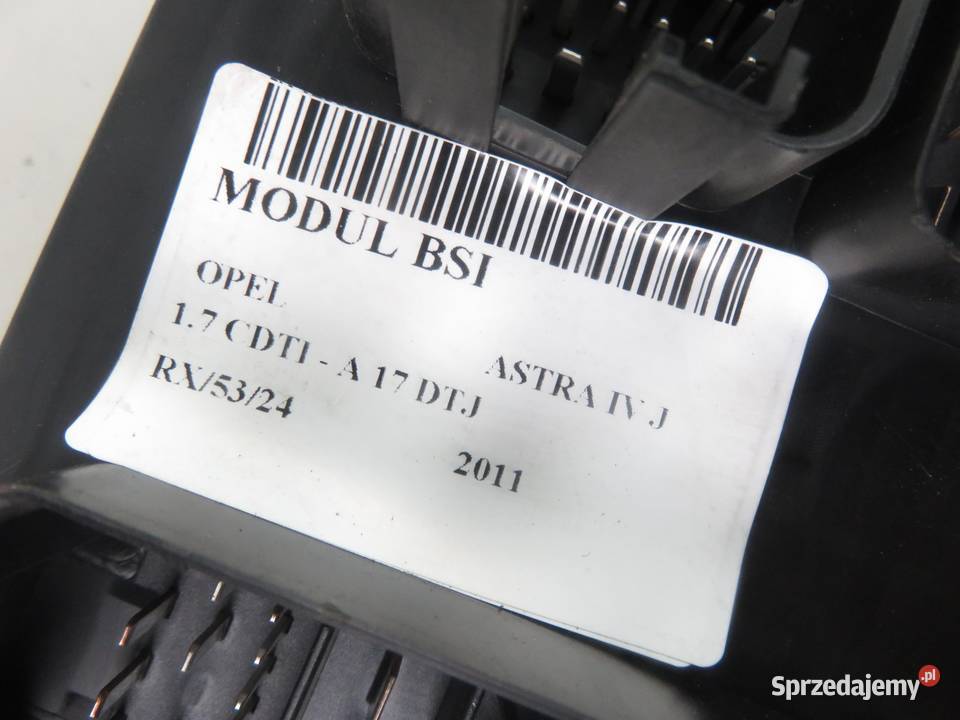 MODUL BSI
OPEL ASTRA IV J
1.7 CDTI - A 17 DTJ
RX/53/24 2011
Sprzedajemy.pl